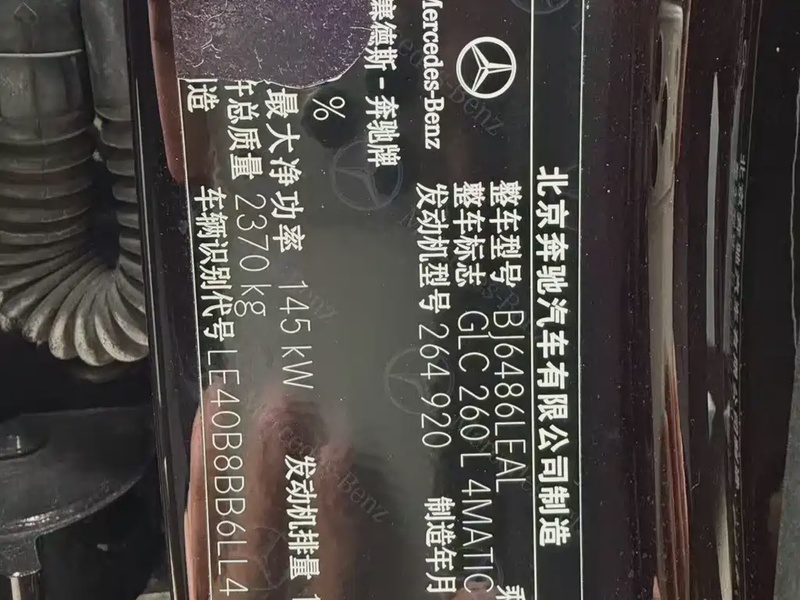 北京奔驰汽车有限公司制造
Mercedes-Benz
赛德斯-奔驰牌
整车型号 BJ6486LEAL
整车标志 GLC 260 L 4MATIC
发动机型号 264 920
制造年月
%
最大净功率 145 kW
发动机排量 1
年总质量 2370 kg
造
车辆识别代号 LE40B8BB6LL4